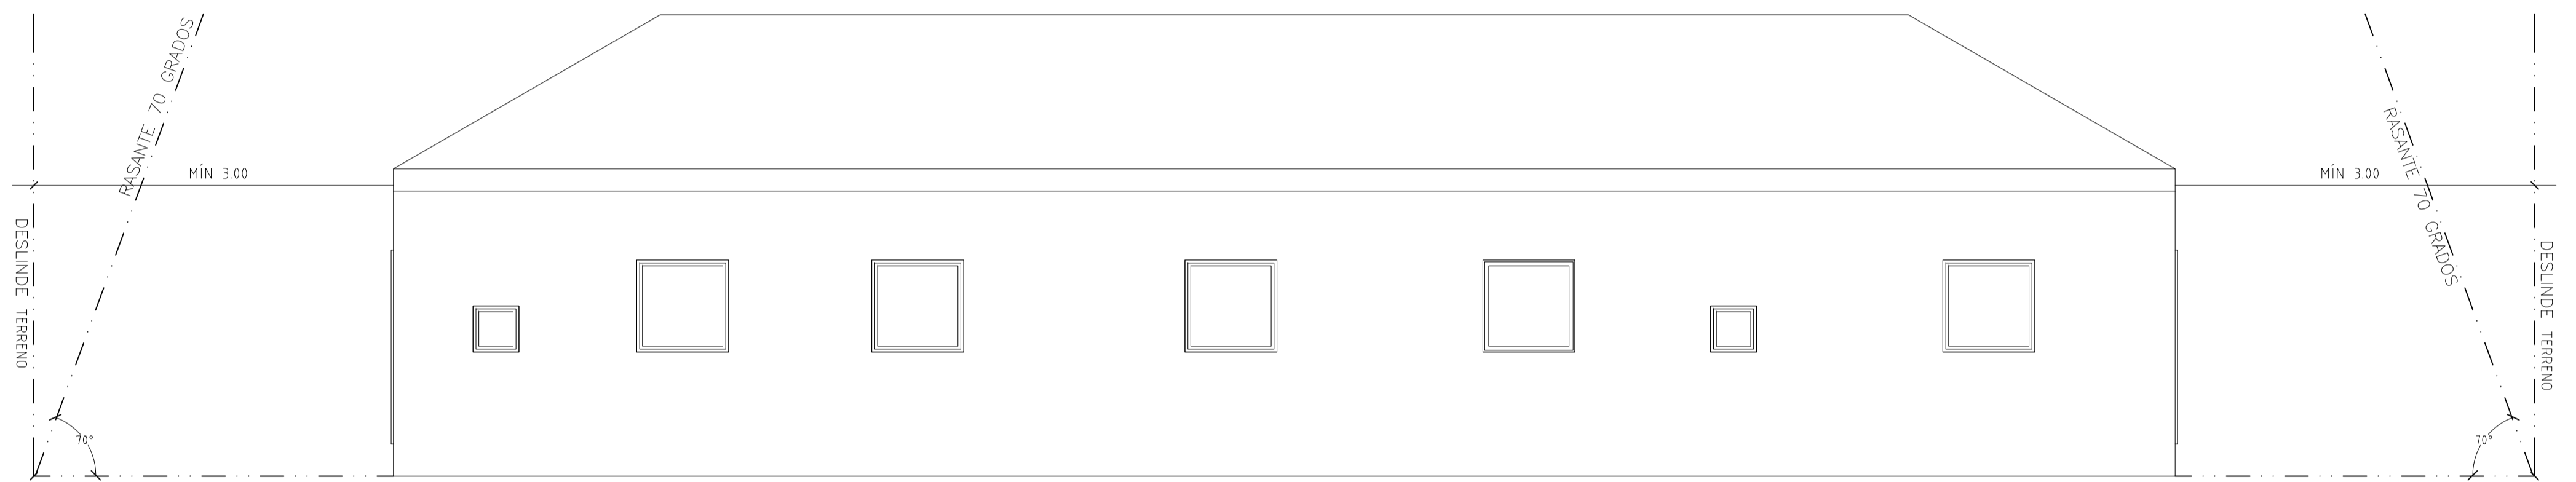 RASANTE 70 GRADOS
MÍN 3.00
DESLINDE TERRENO
70°
RASANTE 70 GRADOS
MÍN 3.00
DESLINDE TERRENO
70°